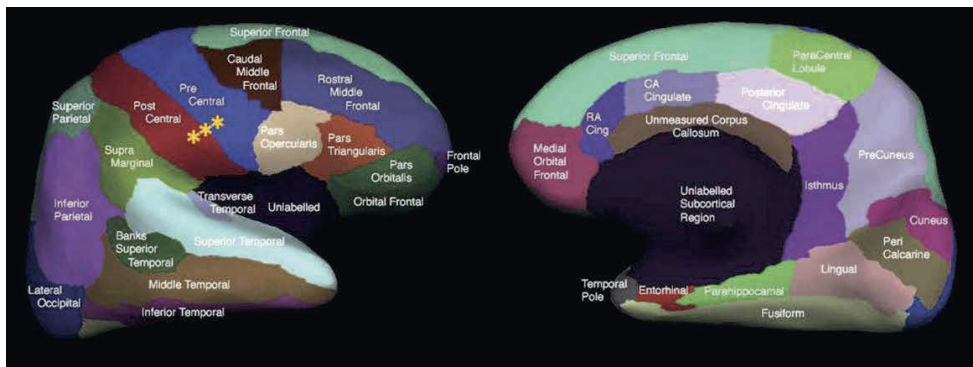 Superior Frontal
Caudal
Middle
Frontal
Rostral
Middle
Frontal
Pre
Central
Post
Central
Superior
Parietal
***
Pars
Opercularis
Pars
Triangularis
Supra
Marginal
Pars
Orbitalis
Frontal
Pole
Orbital Frontal
Transverse
Temporal
Unlabelled
Inferior
Parietal
Banks
Superior
Temporal
Superior Temporal
Middle Temporal
Lateral
Occipital
Inferior Temporal
Superior Frontal
ParaCentral
Lobule
CA
Cingulate
Posterior
Cingulate
RA
Cing
Unmeasured Corpus
Callosum
Medial
Orbital
Frontal
PreCuneus
Isthmus
Unlabelled
Subcortical
Region
Cuneus
Peri
Calcarine
Lingual
Temporal
Pole
Entorhinal
Parahippocamal
Fusiform